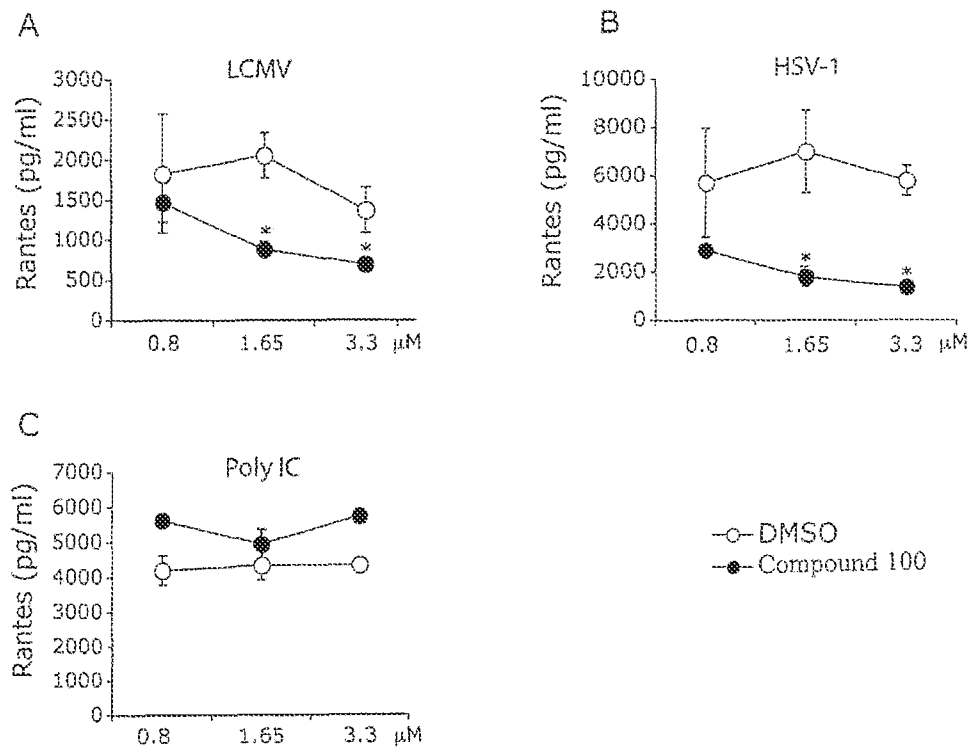 A
LCMV
Rantes (pg/ml)
3000
2500
2000
1500
1000
500
0
*
*
0.8 1.65 3.3 μM
B
HSV-1
Rantes (pg/ml)
10000
8000
6000
4000
2000
0
*
*
0.8 1.65 3.3 μM
C
Poly IC
Rantes (pg/ml)
7000
6000
5000
4000
3000
2000
1000
0
0.8 1.65 3.3 μM
DMSO
Compound 100